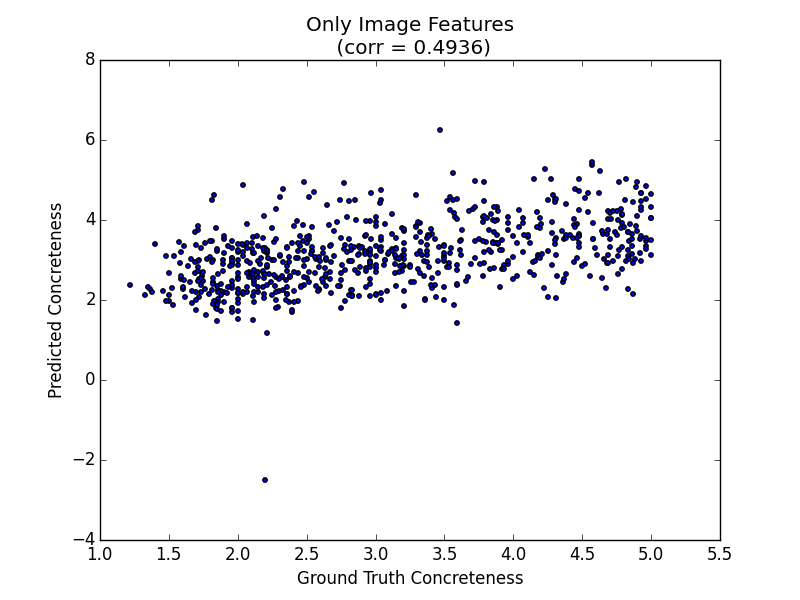 Only Image Features
(corr = 0.4936)
8
6
4
2
0
−2
−4
Predicted Concreteness
1.0 1.5 2.0 2.5 3.0 3.5 4.0 4.5 5.0 5.5
Ground Truth Concreteness